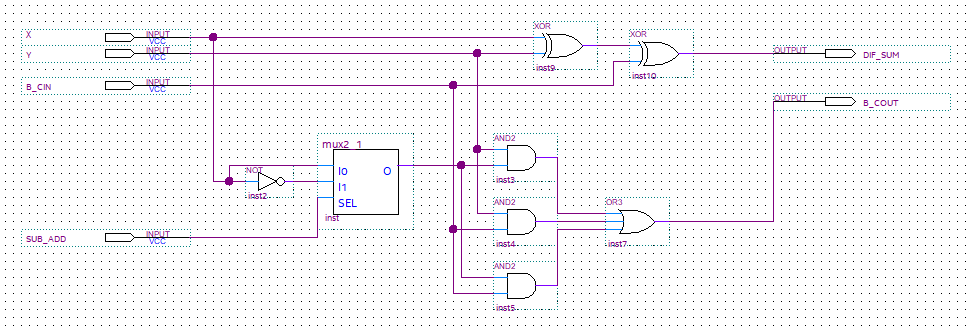 X INPUT VCC
Y INPUT VCC
B_CIN INPUT VCC
SUB_ADD INPUT VCC
XOR
inst9
XOR
inst10
OUTPUT DIF_SUM
OUTPUT B_COUT
NOT
inst2
mux2_1
I0 O
I1
SEL
inst
AND2
inst3
AND2
inst4
AND2
inst5
OR3
inst7